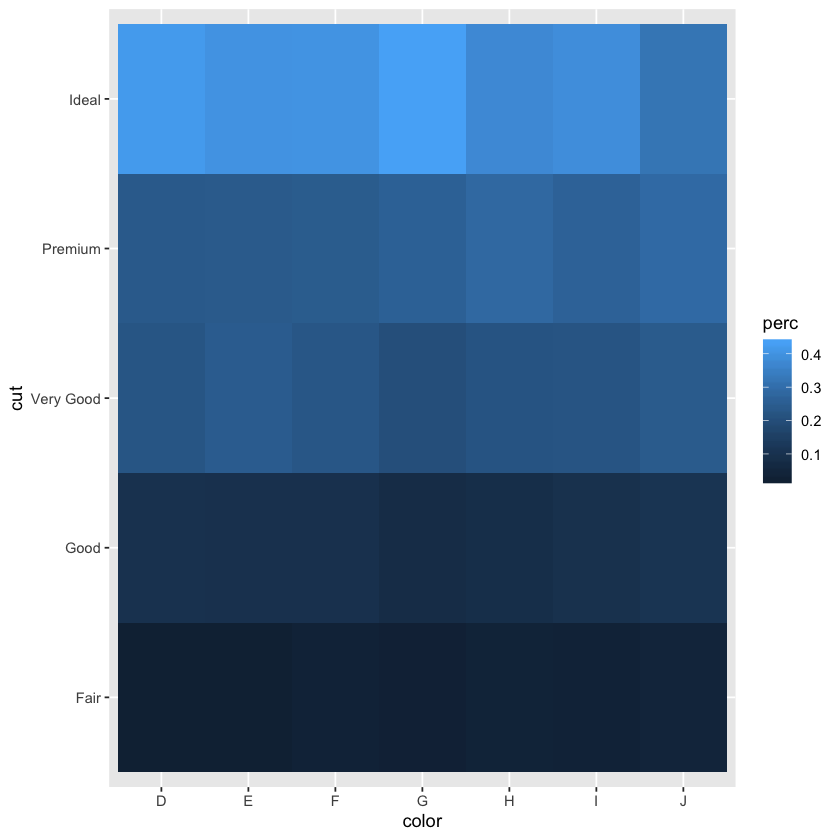 Ideal
Premium
Very Good
Good
Fair
cut
D E F G H I J
color
perc
0.4
0.3
0.2
0.1